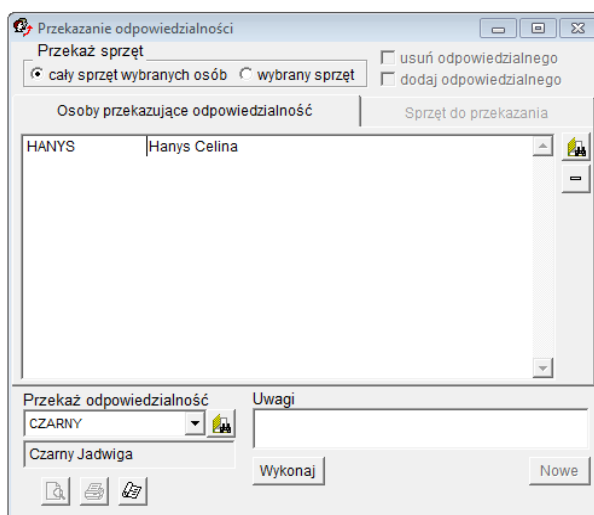 Przekazanie odpowiedzialności
Przekaż sprzęt
cały sprzęt wybranych osób wybrany sprzęt
usuń odpowiedzialnego
dodaj odpowiedzialnego
Osoby przekazujące odpowiedzialność Sprzęt do przekazania
HANYS Hanys Celina
Przekaż odpowiedzialność
CZARNY
Czarny Jadwiga
Uwagi
Wykonaj Nowe